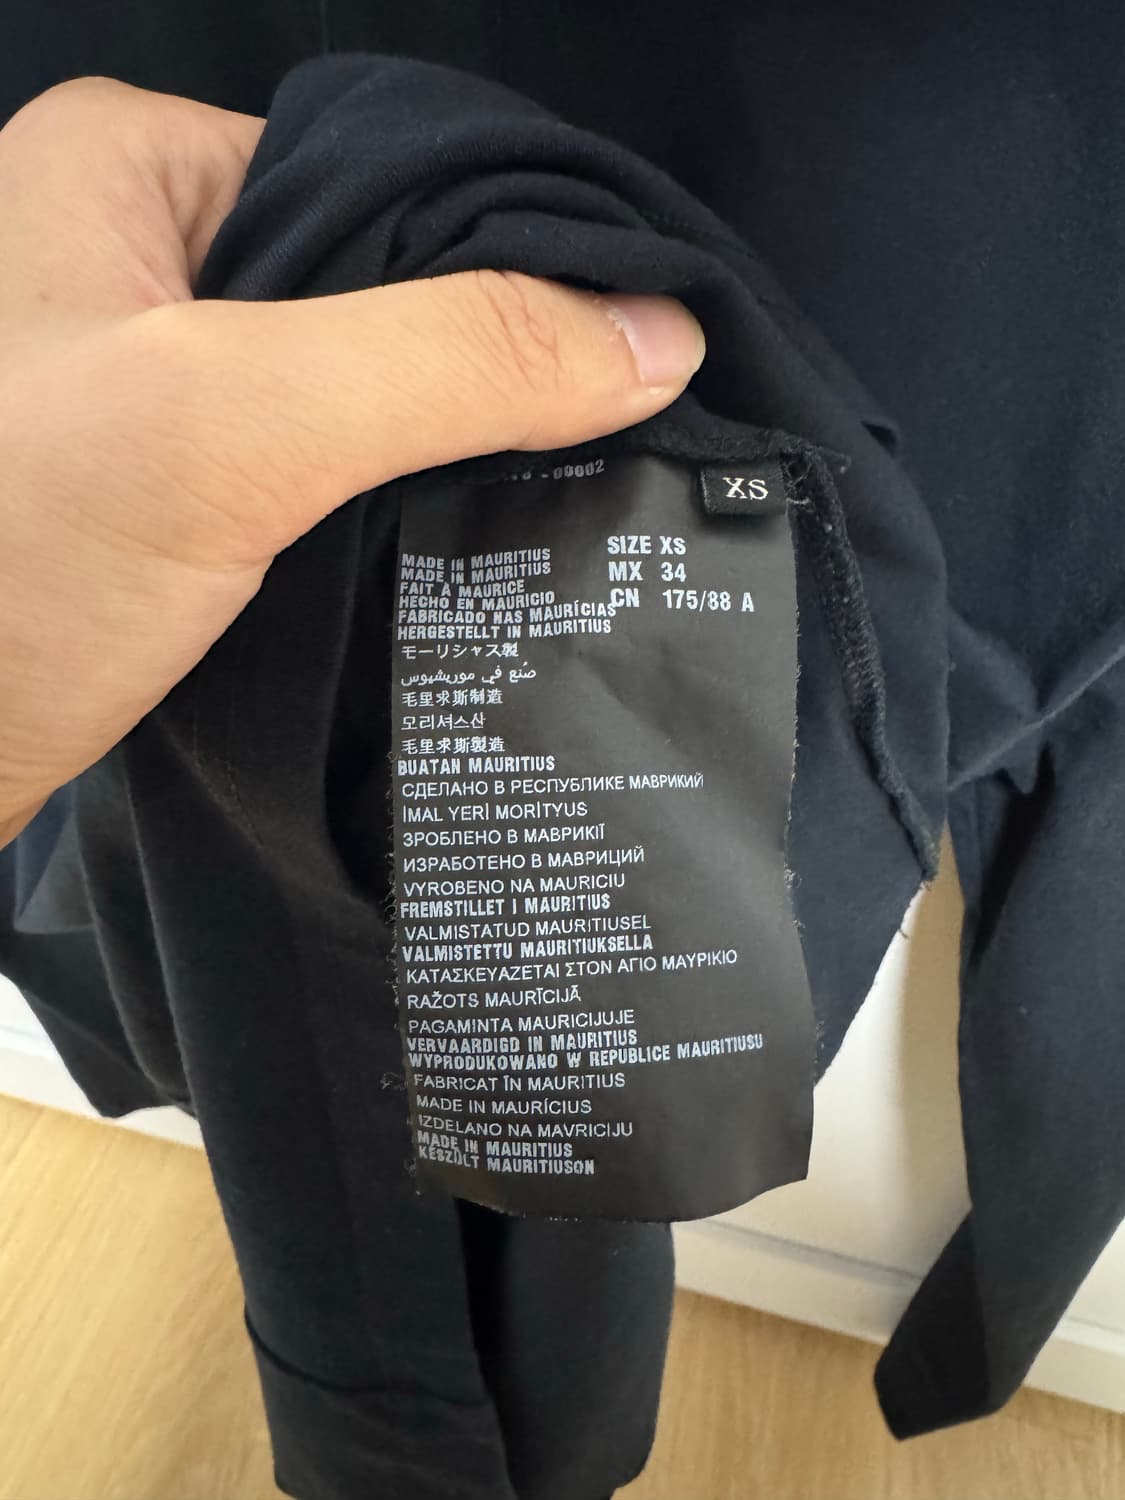 -00602
XS
SIZE XS
MX 34
CN 175/88 A
MADE IN MAURITIUS
MADE IN MAURITIUS
FAIT À MAURICE
HECHO EN MAURICIO
FABRICADO NAS MAURÍCIAS
HERGESTELLT IN MAURITIUS
モーリシャス製
صُنع في موريشيوس
毛里求斯制造
모리셔스산
毛里求斯製造
BUATAN MAURITIUS
СДЕЛАНО В РЕСПУБЛИКЕ МАВРИКИЙ
İMAL YERİ MORİTYUS
ЗРОБЛЕНО В МАВРИКІЇ
ИЗРАБОТЕНО В МАВРИЦИЙ
VYROBENO NA MAURICIU
FREMSTILLET I MAURITIUS
VALMISTATUD MAURITIUSEL
VALMISTETTU MAURITIUKSELLA
ΚΑΤΑΣΚΕΥΑΖΕΤΑΙ ΣΤΟΝ ΑΓΙΟ ΜΑΥΡΙΚΙΟ
RAŽOTS MAURĪCIJĀ
PAGAMINTA MAURICIJUJE
VERVAARDIGD IN MAURITIUS
WYPRODUKOWANO W REPUBLICE MAURITIUSU
FABRICAT ÎN MAURITIUS
MADE IN MAURÍCIUS
IZDELANO NA MAVRICIJU
MADE IN MAURITIUS
KÉSZÜLT MAURITIUSON